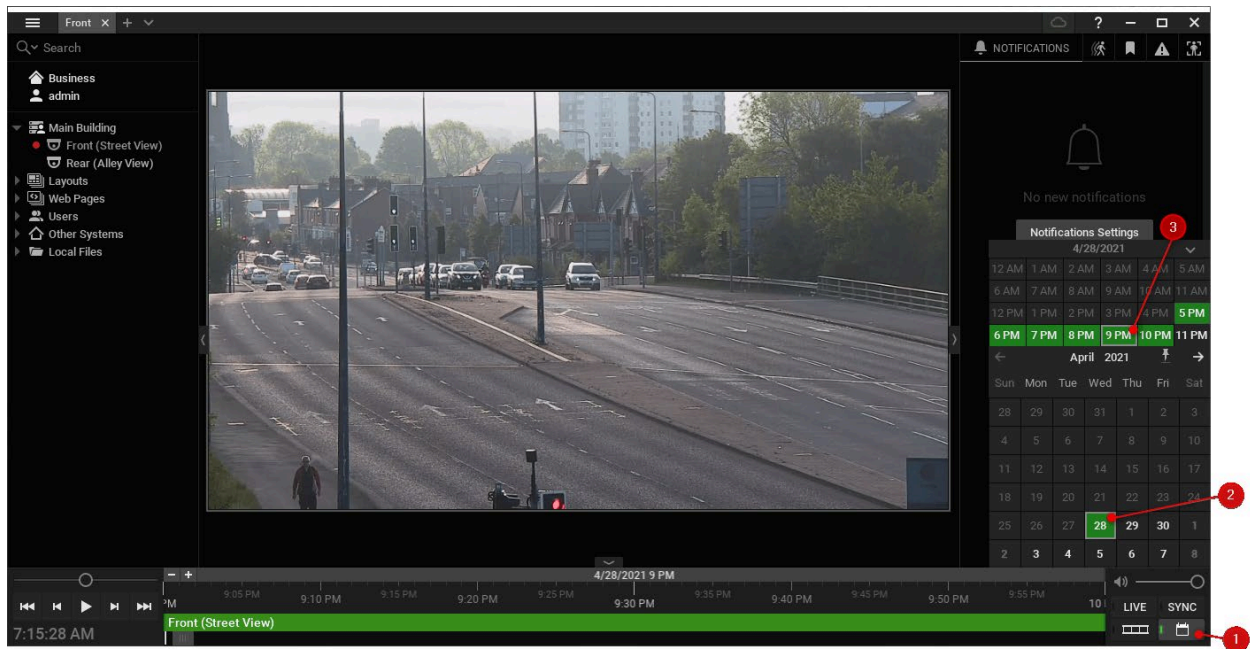 Front
Search
NOTIFICATIONS
Business
admin
Main Building
Front (Street View)
Rear (Alley View)
Layouts
Web Pages
Users
Other Systems
Local Files
No new notifications
Notifications Settings
3
4/28/2021
12 AM 1 AM 2 AM 3 AM 4 AM 5 AM
6 AM 7 AM 8 AM 9 AM 10 AM 11 AM
12 PM 1 PM 2 PM 3 PM 4 PM 5 PM
6 PM 7 PM 8 PM 9 PM 10 PM 11 PM
April 2021
Sun Mon Tue Wed Thu Fri Sat
28 29 30 31 1 2 3
4 5 6 7 8 9 10
11 12 13 14 15 16 17
18 19 20 21 22 23 24
2
25 26 27 28 29 30 1
2 3 4 5 6 7 8
4/28/2021 9 PM
9:05 PM 9:10 PM 9:15 PM 9:20 PM 9:25 PM 9:30 PM 9:35 PM 9:40 PM 9:45 PM 9:50 PM 9:55 PM
LIVE SYNC
Front (Street View)
7:15:28 AM
1